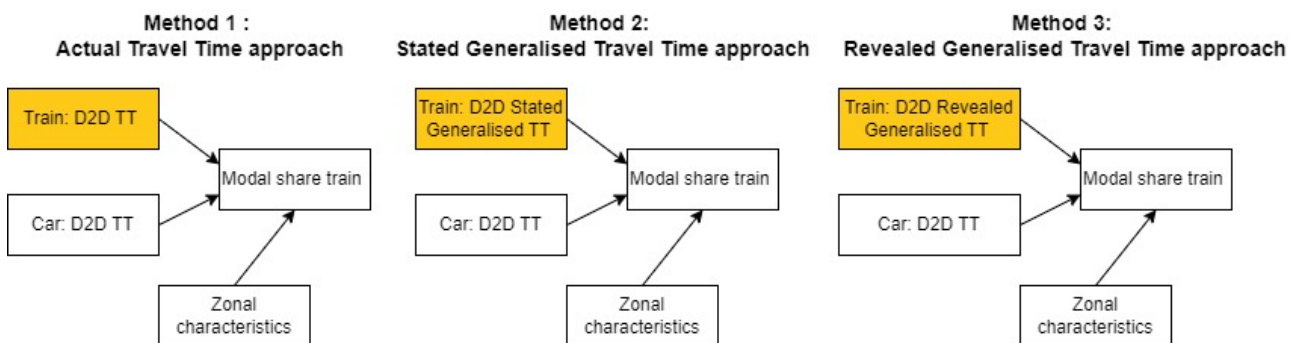 Method 1 :
Actual Travel Time approach
Train: D2D TT
Modal share train
Car: D2D TT
Zonal
characteristics
Method 2:
Stated Generalised Travel Time approach
Train: D2D Stated
Generalised TT
Modal share train
Car: D2D TT
Zonal
characteristics
Method 3:
Revealed Generalised Travel Time approach
Train: D2D Revealed
Generalised TT
Modal share train
Car: D2D TT
Zonal
characteristics